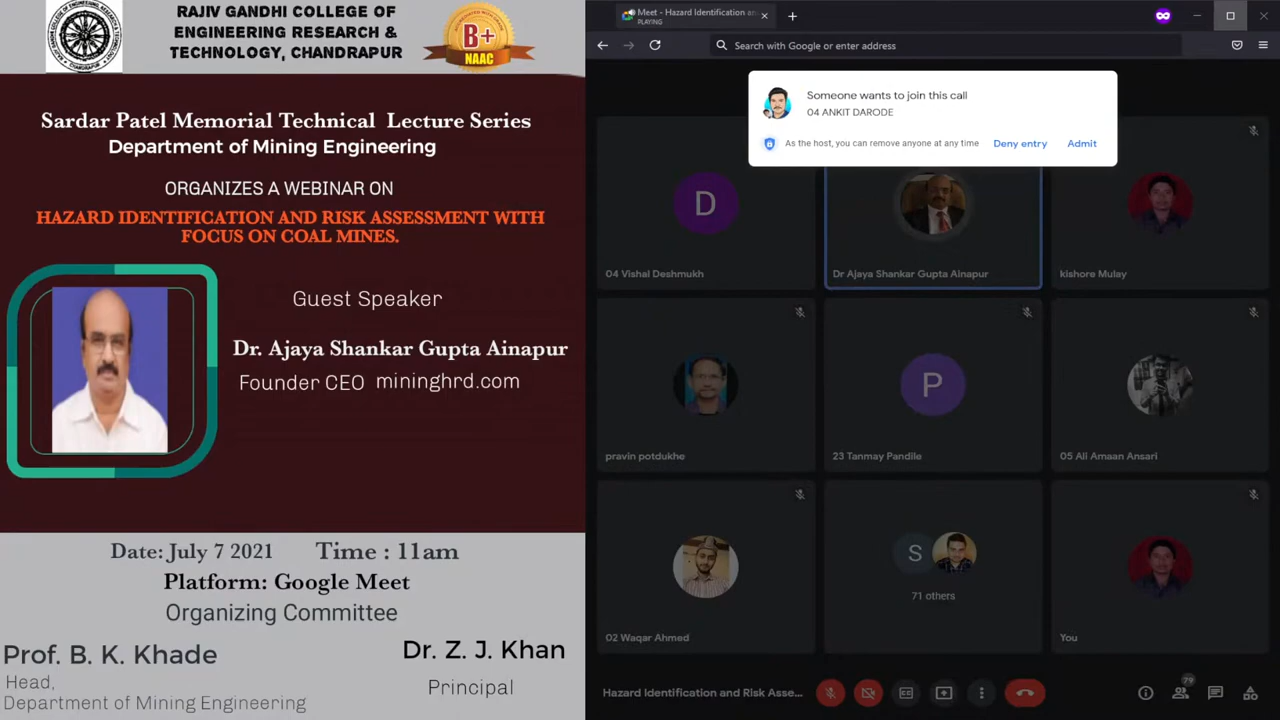 RAJIV GANDHI COLLEGE OF
ENGINEERING RESEARCH &
TECHNOLOGY, CHANDRAPUR
B+
NAAC
Sardar Patel Memorial Technical Lecture Series
Department of Mining Engineering
ORGANIZES A WEBINAR ON
HAZARD IDENTIFICATION AND RISK ASSESSMENT WITH
FOCUS ON COAL MINES.
Guest Speaker
Dr. Ajaya Shankar Gupta Ainapur
Founder CEO mininghrd.com
Date: July 7 2021 Time : 11am
Platform: Google Meet
Organizing Committee
Prof. B. K. Khade
Head,
Department of Mining Engineering
Dr. Z. J. Khan
Principal
Meet - Hazard Identification an
PLAYING
Search with Google or enter address
Someone wants to join this call
04 ANKIT DARODE
As the host, you can remove anyone at any time
Deny entry
Admit
D
04 Vishal Deshmukh
Dr Ajaya Shankar Gupta Ainapur
kishore Mulay
pravin potdukhe
P
23 Tanmay Pandile
05 Ali Amaan Ansari
02 Waqar Ahmed
S
71 others
You
Hazard Identification and Risk Asse...
79